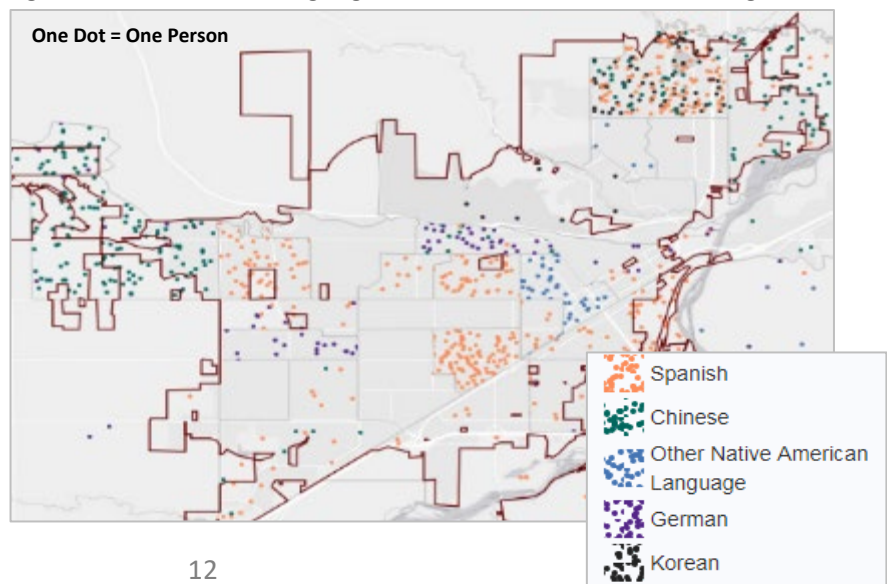 One Dot = One Person
Spanish
Chinese
Other Native American
Language
German
Korean
12